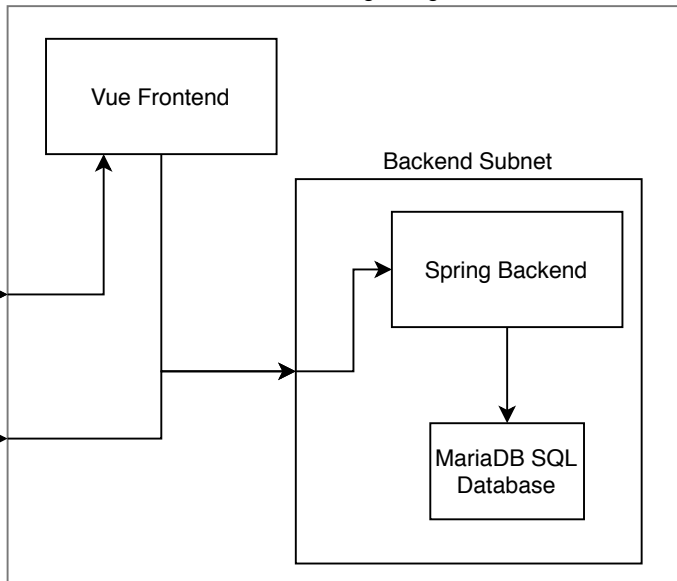 Vue Frontend
Backend Subnet
Spring Backend
MariaDB SQL
Database